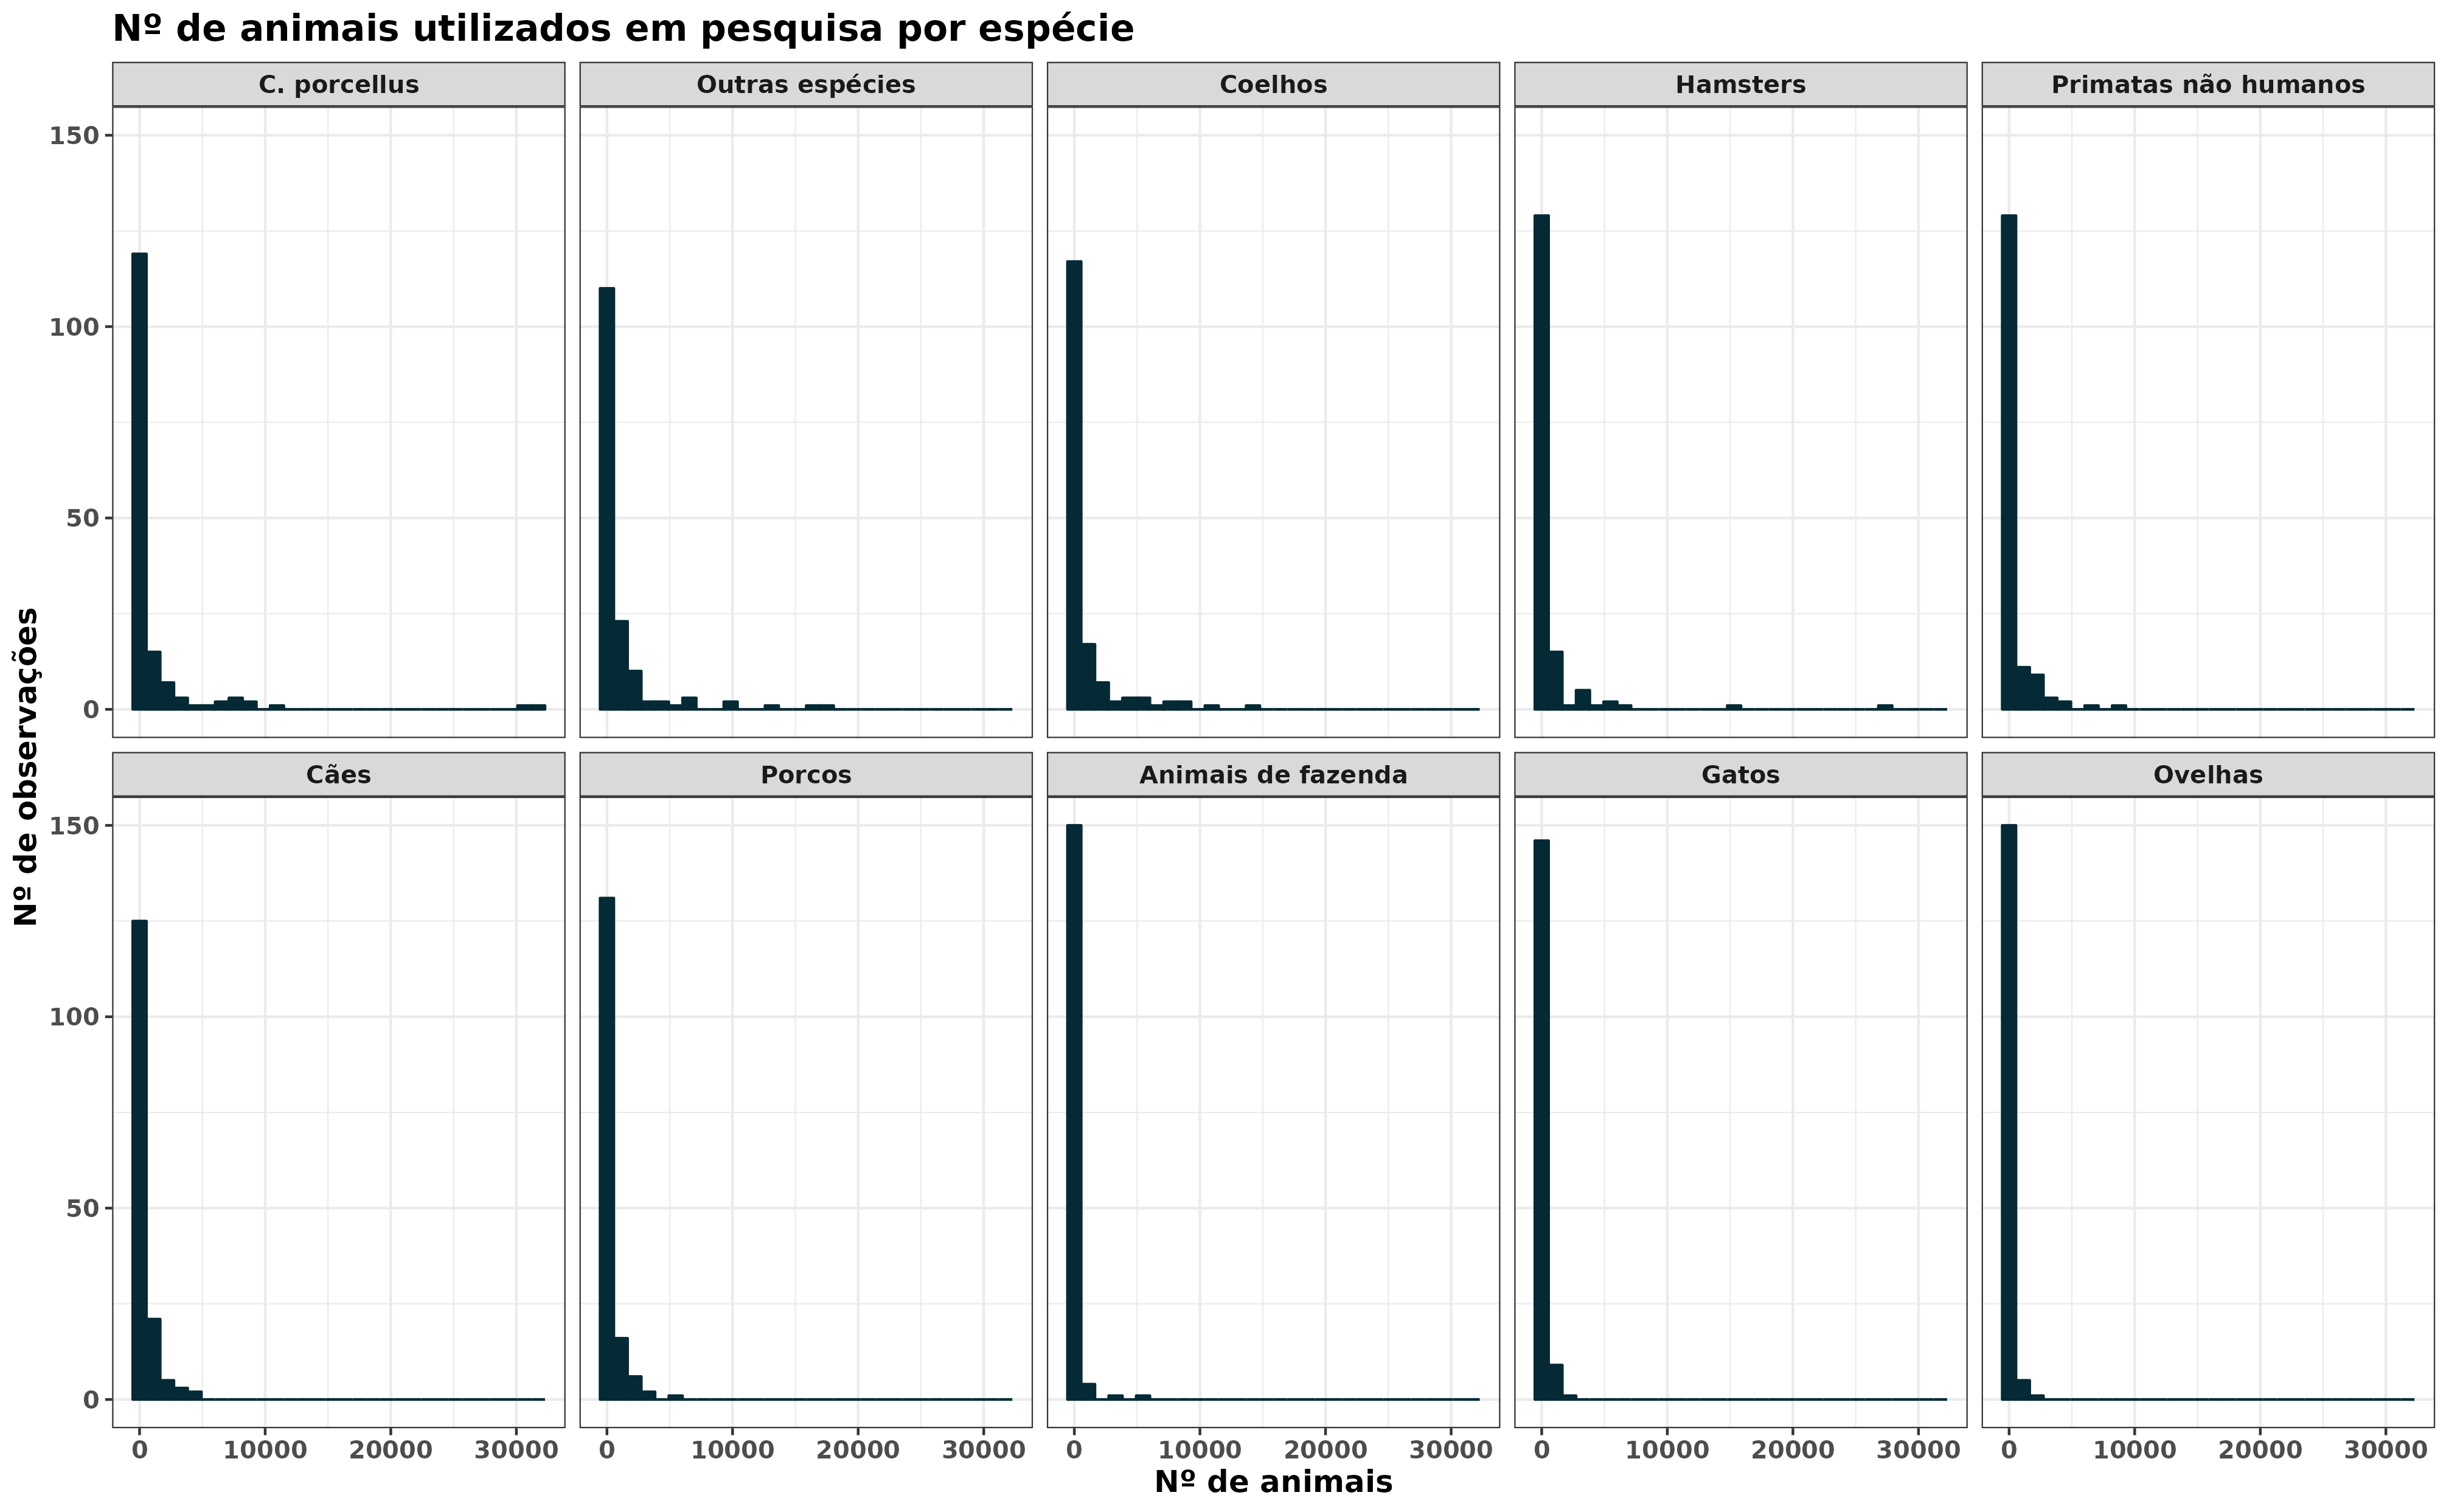 Nº de animais utilizados em pesquisa por espécie
C. porcellus
Outras espécies
Coelhos
Hamsters
Primatas não humanos
150
100
50
0
Nº de observações
Cães
Porcos
Animais de fazenda
Gatos
Ovelhas
150
100
50
0
0 10000 20000 30000
0 10000 20000 30000
0 10000 20000 30000
0 10000 20000 30000
0 10000 20000 30000
Nº de animais